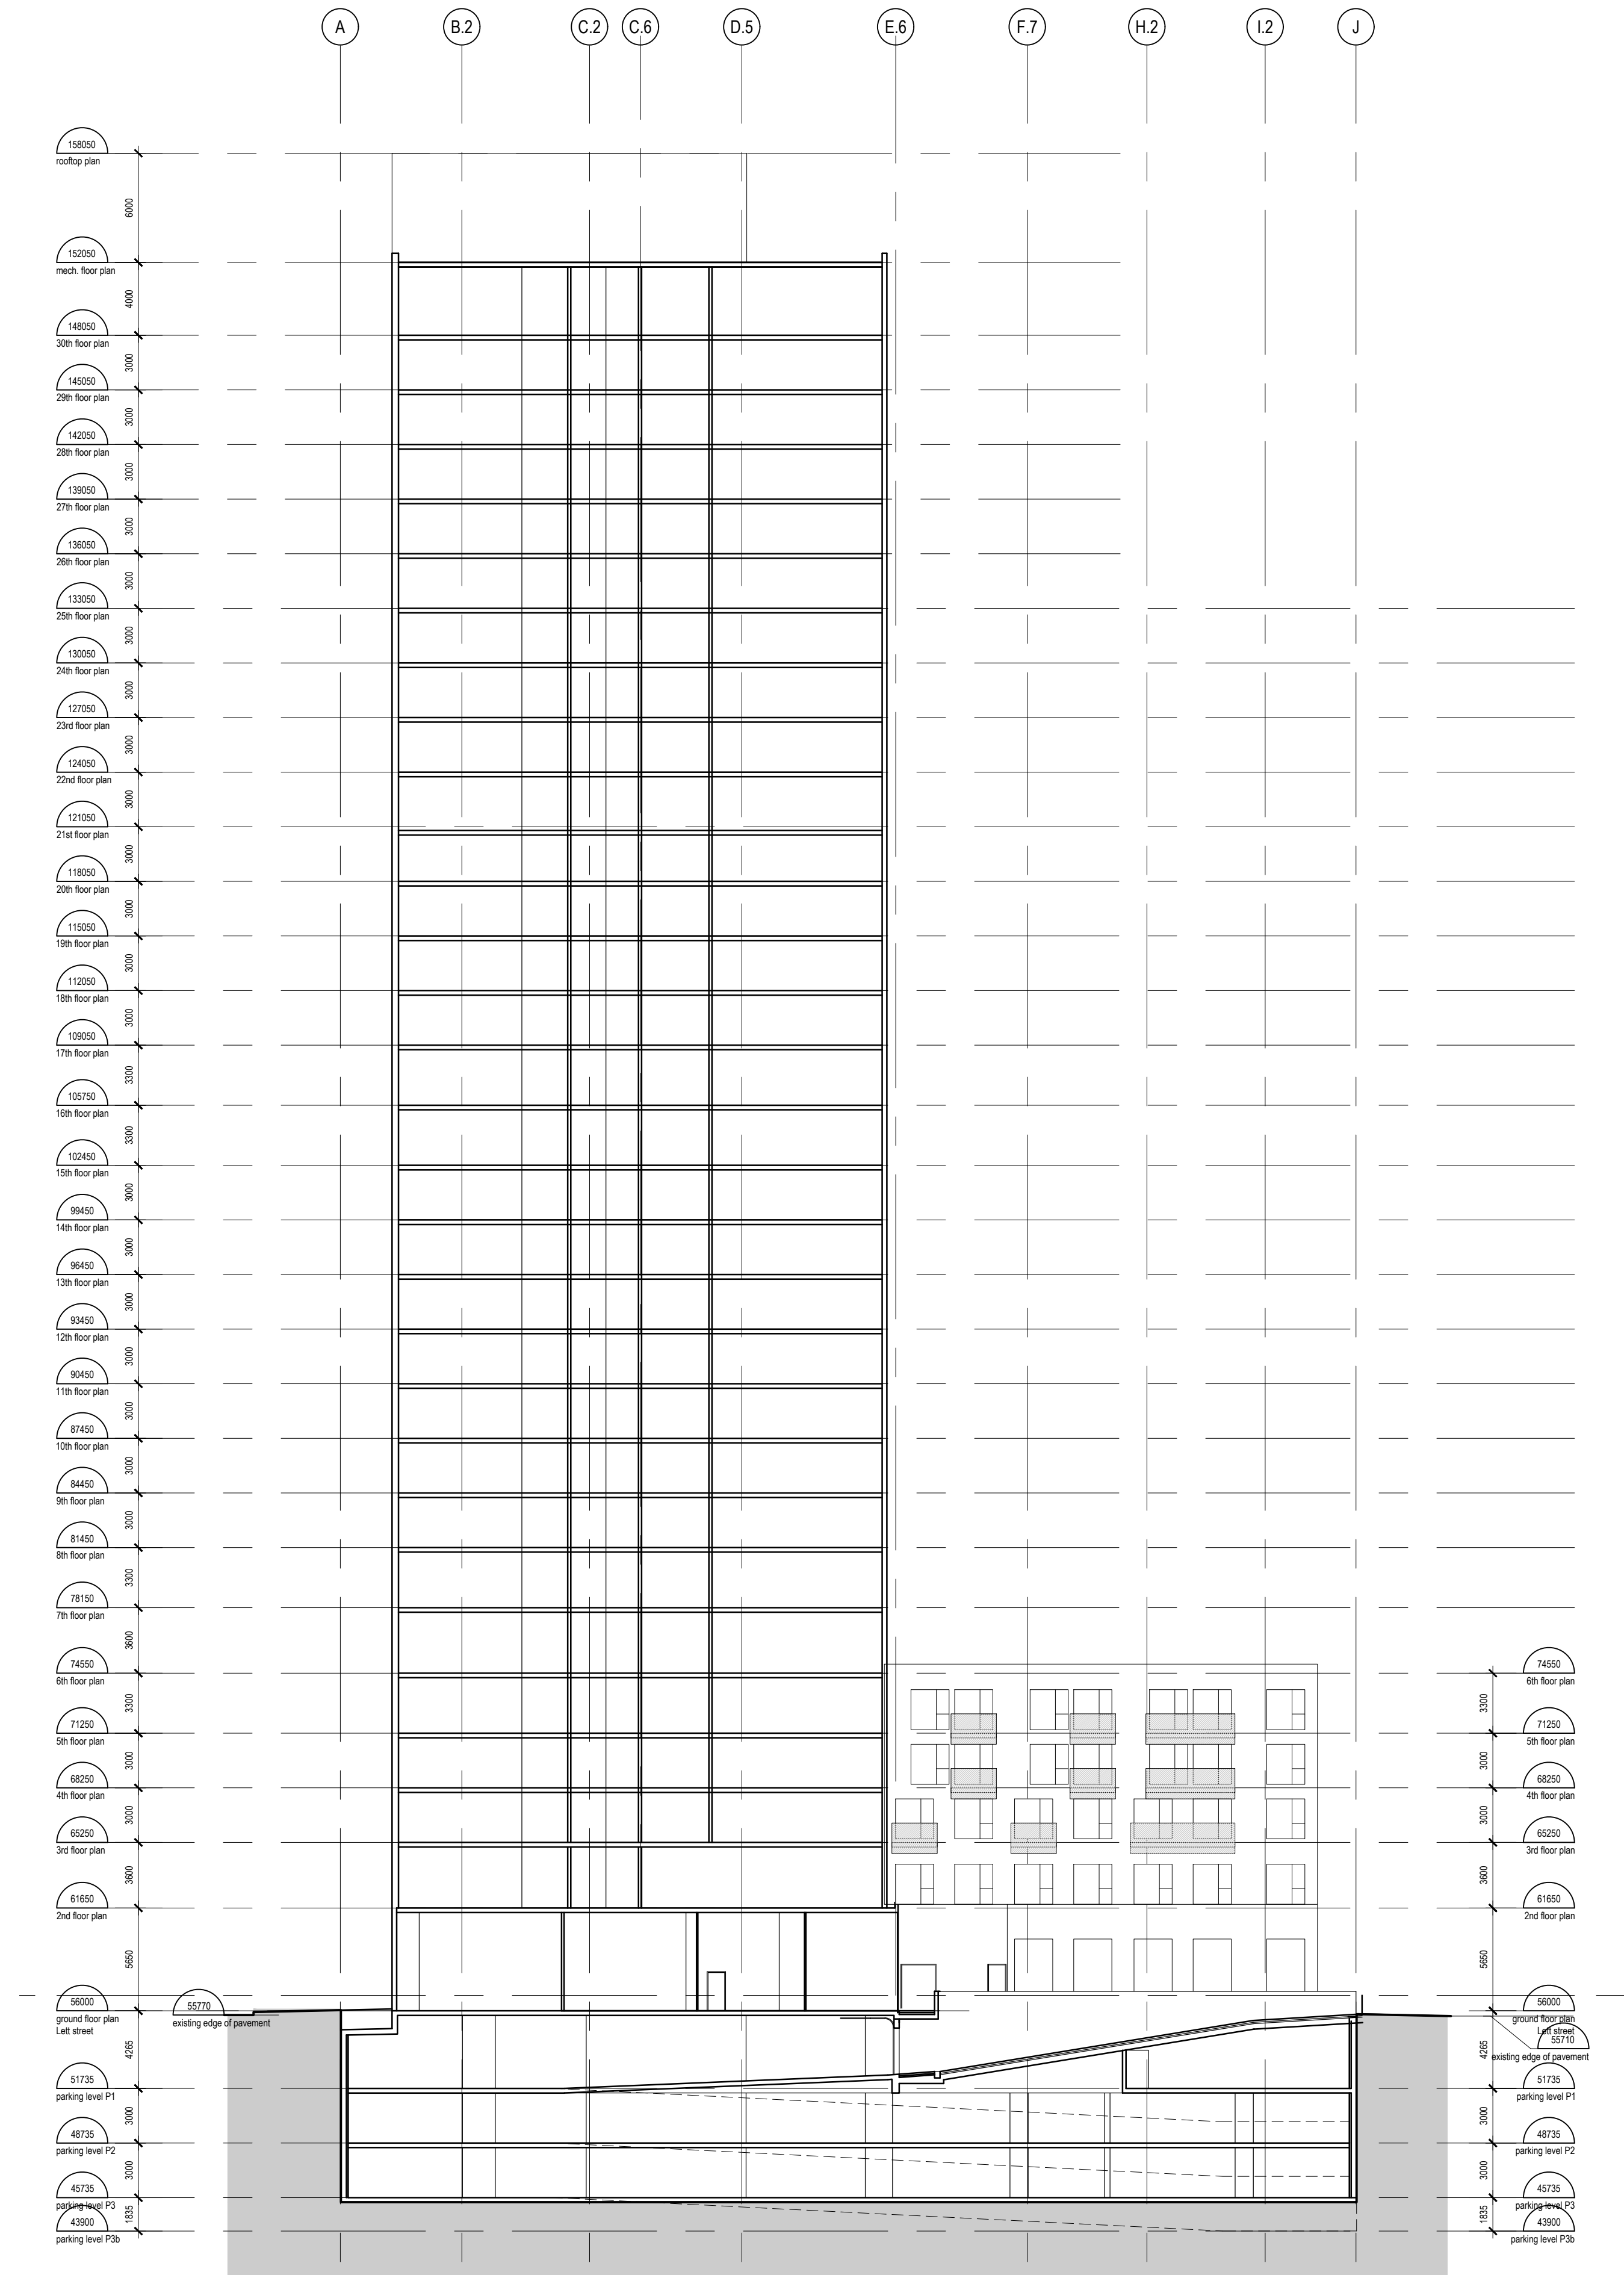 A
B.2
C.2
C.6
D.5
E.6
F.7
H.2
I.2
J
158050
rooftop plan
6000
152050
mech. floor plan
4000
148050
30th floor plan
3000
145050
29th floor plan
3000
142050
28th floor plan
3000
139050
27th floor plan
3000
136050
26th floor plan
3000
133050
25th floor plan
3000
130050
24th floor plan
3000
127050
23rd floor plan
3000
124050
22nd floor plan
3000
121050
21st floor plan
3000
118050
20th floor plan
3000
115050
19th floor plan
3000
112050
18th floor plan
3000
109050
17th floor plan
3300
105750
16th floor plan
3300
102450
15th floor plan
3000
99450
14th floor plan
3000
96450
13th floor plan
3000
93450
12th floor plan
3000
90450
11th floor plan
3000
87450
10th floor plan
3000
84450
9th floor plan
3000
81450
8th floor plan
3300
78150
7th floor plan
3600
74550
6th floor plan
3300
71250
5th floor plan
3000
68250
4th floor plan
3000
65250
3rd floor plan
3600
61650
2nd floor plan
5650
56000
ground floor plan
Lett street
55770
existing edge of pavement
4265
51735
parking level P1
3000
48735
parking level P2
3000
45735
parking level P3
1835
43900
parking level P3b
74550
6th floor plan
3300
71250
5th floor plan
3000
68250
4th floor plan
3000
65250
3rd floor plan
3600
61650
2nd floor plan
5650
56000
ground floor plan
Lett street
55710
existing edge of pavement
4265
51735
parking level P1
3000
48735
parking level P2
3000
45735
parking level P3
1835
43900
parking level P3b